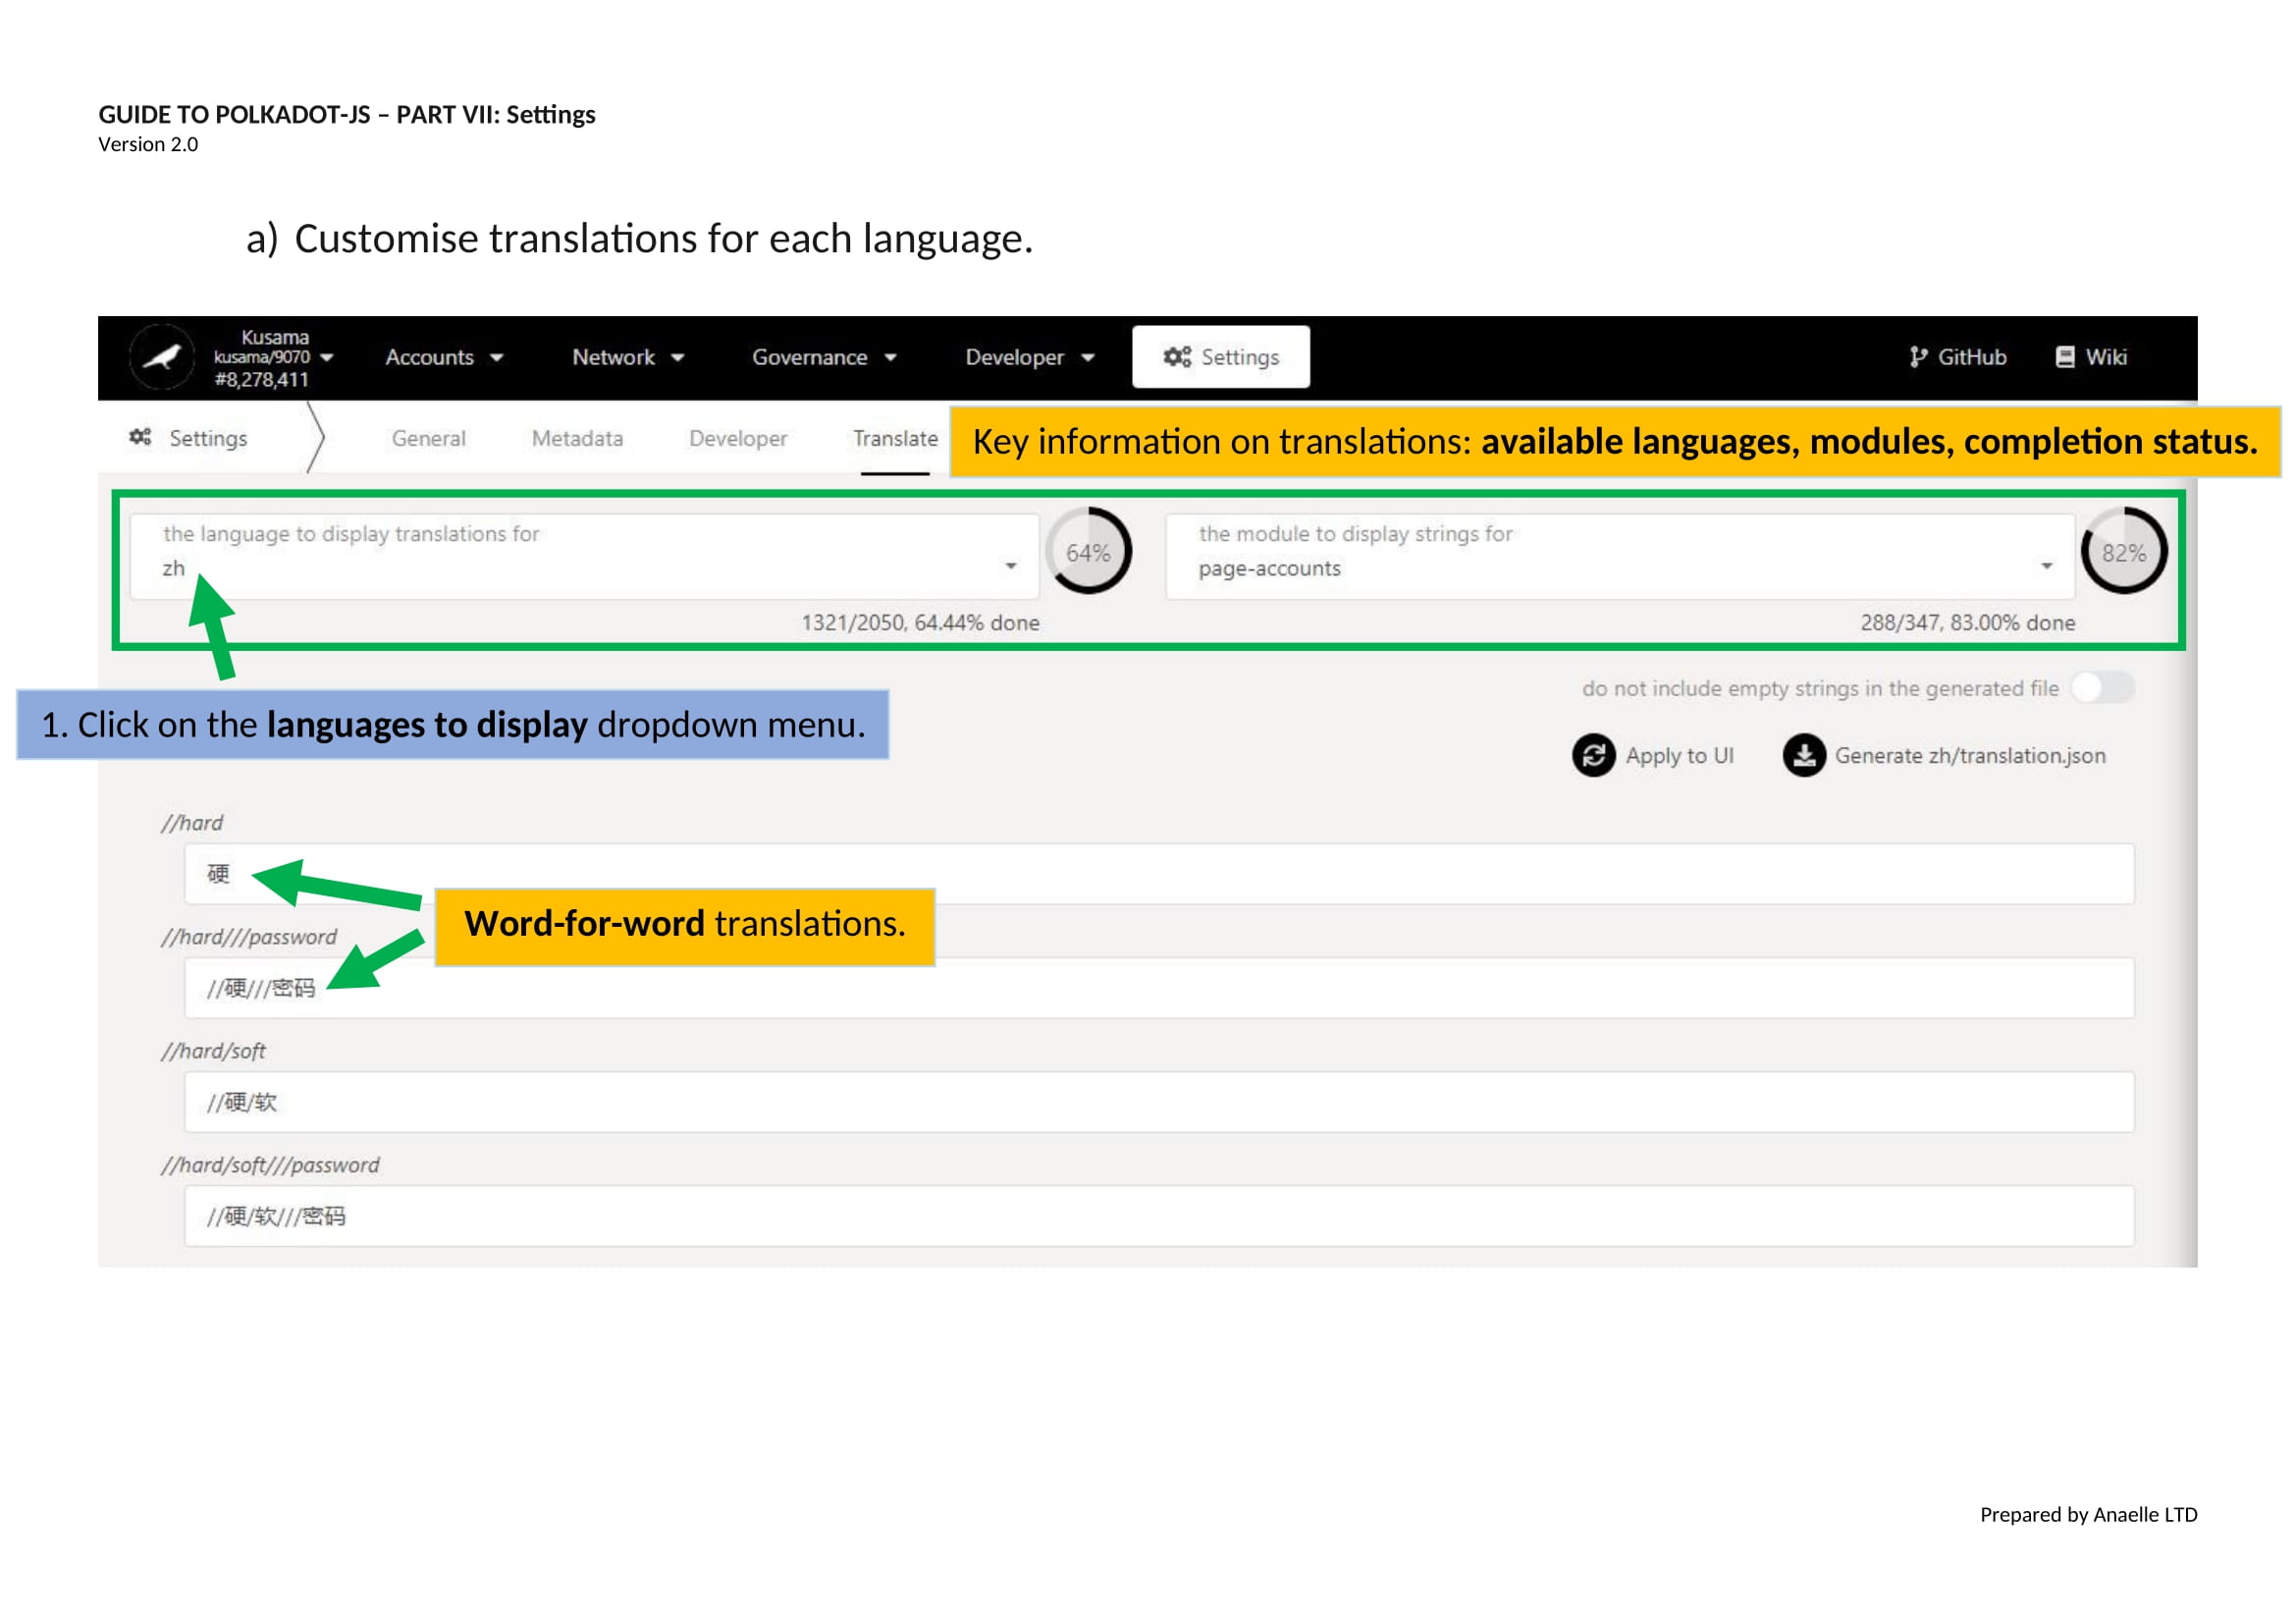 GUIDE TO POLKADOT-JS – PART VII: Settings
Version 2.0
a) Customise translations for each language.
Kusama
kusama/9070
#8,278,411
Accounts
Network
Governance
Developer
Settings
GitHub
Wiki
Settings
General
Metadata
Developer
Translate
Key information on translations: available languages, modules, completion status.
the language to display translations for
zh
64%
1321/2050, 64.44% done
the module to display strings for
page-accounts
82%
288/347, 83.00% done
1. Click on the languages to display dropdown menu.
do not include empty strings in the generated file
Apply to UI
Generate zh/translation.json
//hard
硬
Word-for-word translations.
//hard///password
//硬///密码
//hard/soft
//硬/软
//hard/soft///password
//硬/软///密码
Prepared by Anaelle LTD